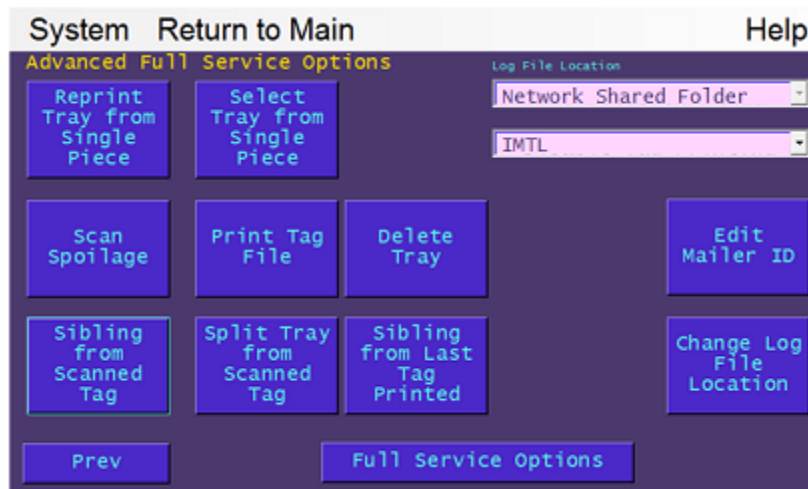 System Return to Main Help
Advanced Full Service Options
Log File Location
Reprint
Tray from
Single
Piece
Select
Tray from
Single
Piece
Network Shared Folder
IMTL
Scan
Spoilage
Print Tag
File
Delete
Tray
Edit
Mailer ID
Sibling
from
Scanned
Tag
Split Tray
from
Scanned
Tag
Sibling
from Last
Tag
Printed
Change Log
File
Location
Prev
Full Service Options